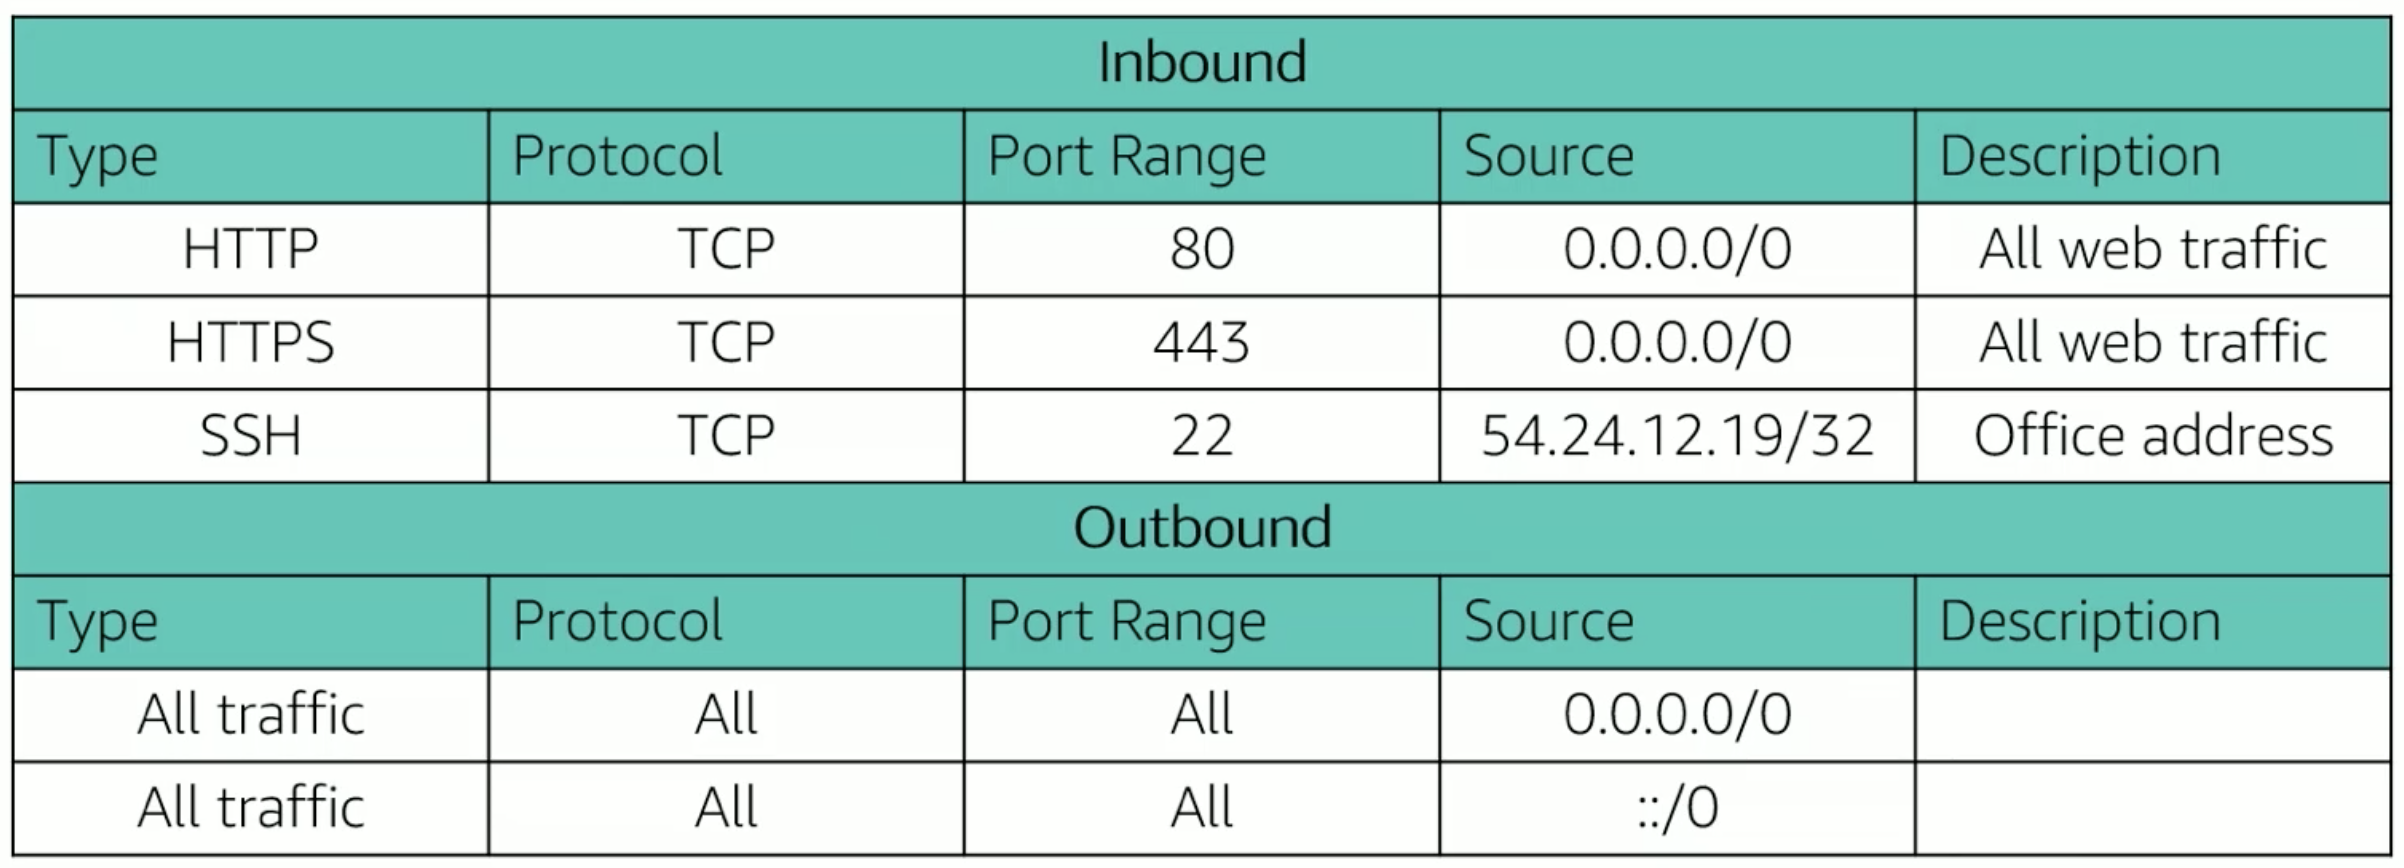 Inbound
Type Protocol Port Range Source Description
HTTP TCP 80 0.0.0.0/0 All web traffic
HTTPS TCP 443 0.0.0.0/0 All web traffic
SSH TCP 22 54.24.12.19/32 Office address
Outbound
Type Protocol Port Range Source Description
All traffic All All 0.0.0.0/0
All traffic All All ::/0